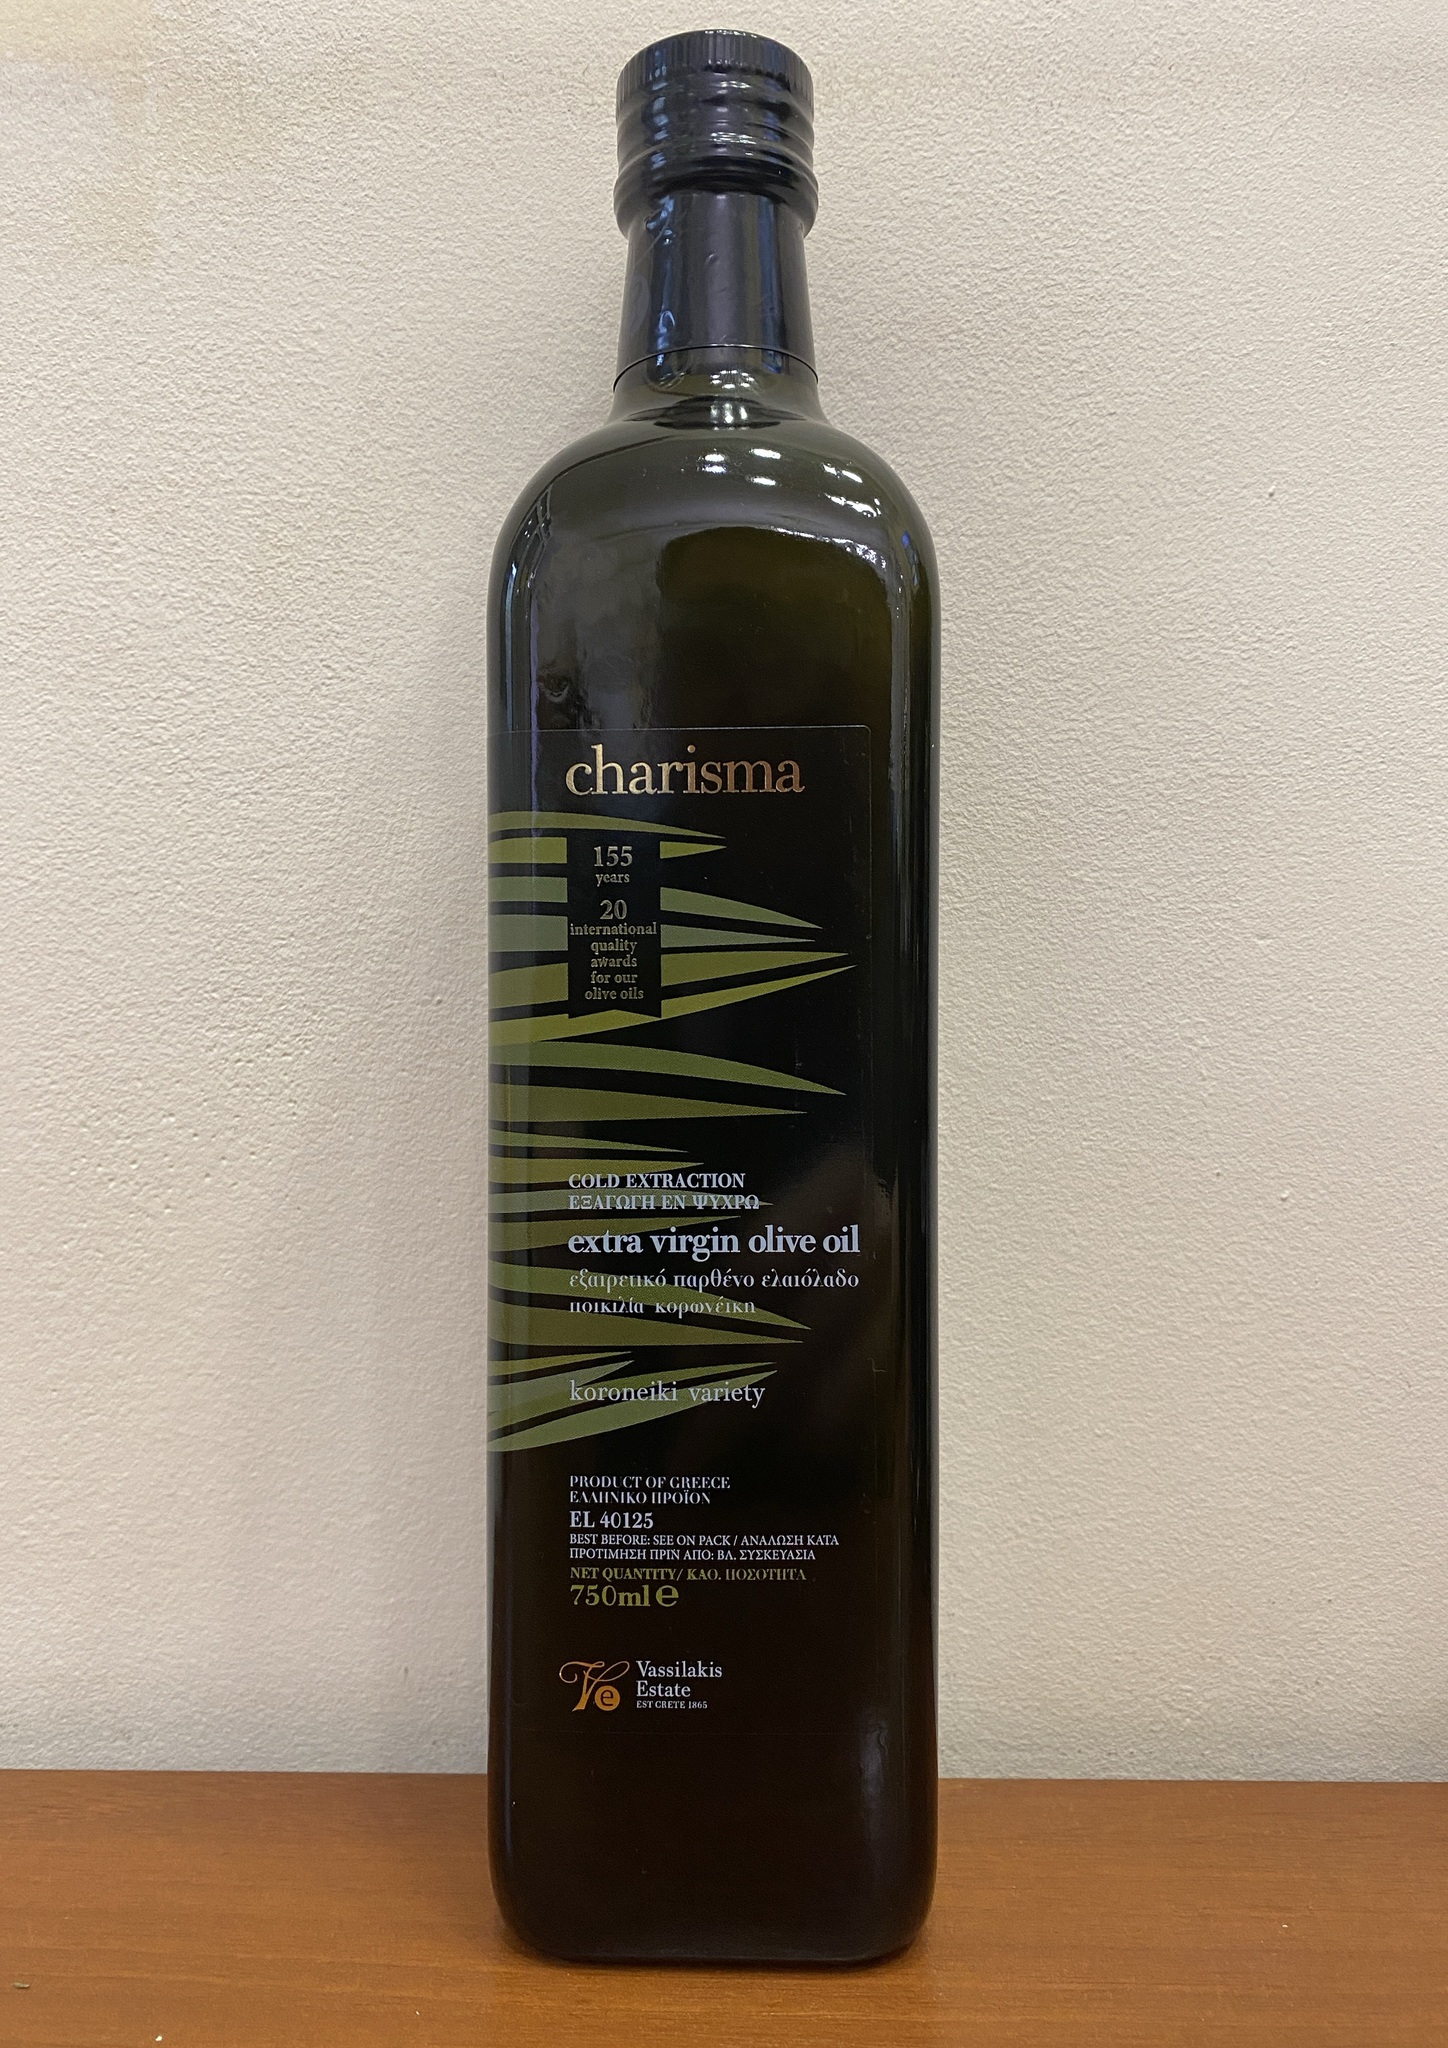 charisma
155
years
20
international
quality
awards
for our
olive oils
COLD EXTRACTION
ΕΞΑΓΩΓΗ ΕΝ ΨΥΧΡΩ
extra virgin olive oil
εξαιρετικό παρθένο ελαιόλαδο
ποικιλία κορωνέικη
koroneiki variety
PRODUCT OF GREECE
ΕΛΛΗΝΙΚΟ ΠΡΟΪΟΝ
EL 40125
BEST BEFORE: SEE ON PACK / ΑΝΑΛΩΣΗ ΚΑΤΑ
ΠΡΟΤΙΜΗΣΗ ΠΡΙΝ ΑΠΟ: ΒΛ. ΣΥΣΚΕΥΑΣΙΑ
NET QUANTITY/ ΚΑΘ. ΠΟΣΟΤΗΤΑ
750ml e
Ve
Vassilakis
Estate
EST CRETE 1865